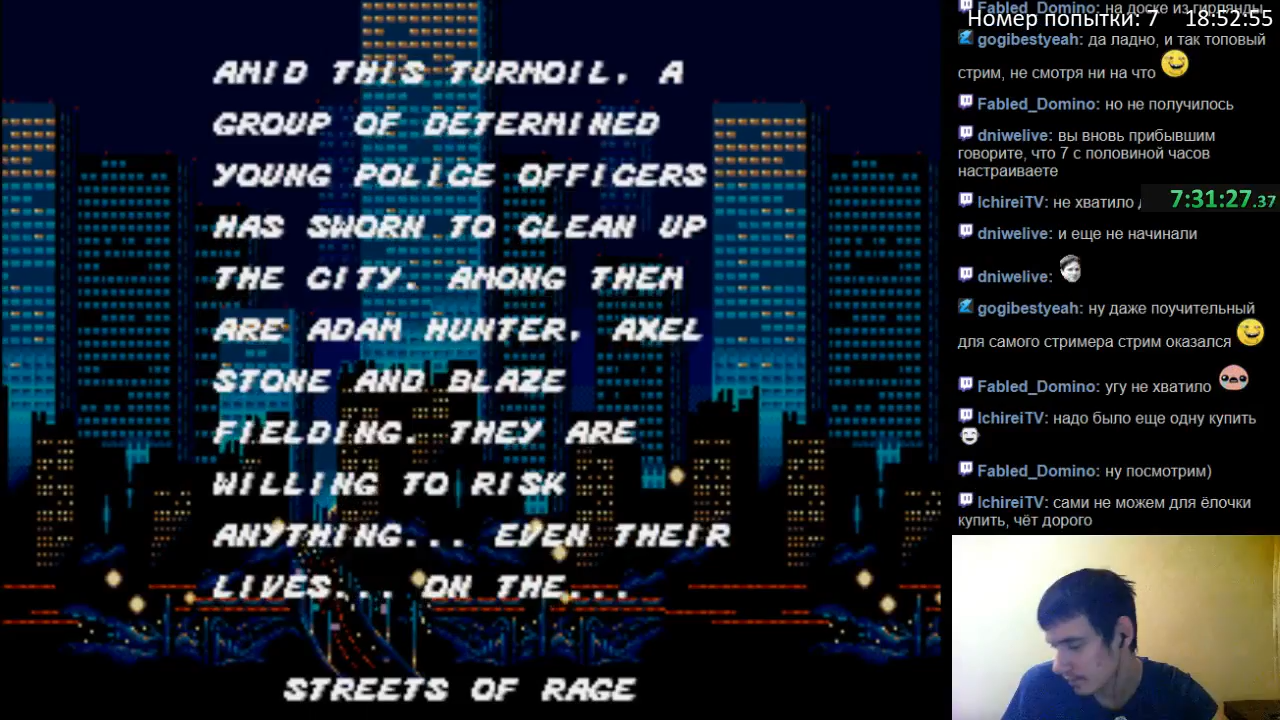 AMID THIS TURMOIL, A
GROUP OF DETERMINED
YOUNG POLICE OFFICERS
HAS SWORN TO CLEAN UP
THE CITY. AMONG THEM
ARE ADAM HUNTER, AXEL
STONE AND BLAZE
FIELDING. THEY ARE
WILLING TO RISK
ANYTHING... EVEN THEIR
LIVES... ON THE...
STREETS OF RAGE
Fabled_Domino: на доске из гирлянды
Номер попытки: 7 18:52:55
gogibestyeah: да ладно, и так топовый
стрим, не смотря ни на что
Fabled_Domino: но не получилось
dniwelive: вы вновь прибывшим
говорите, что 7 с половиной часов
настраиваете
IchireiTV: не хватило
7:31:27.37
dniwelive: и еще не начинали
dniwelive:
gogibestyeah: ну даже поучительный
для самого стримера стрим оказался
Fabled_Domino: угу не хватило
IchireiTV: надо было еще одну купить
Fabled_Domino: ну посмотрим)
IchireiTV: сами не можем для ёлочки
купить, чёт дорого